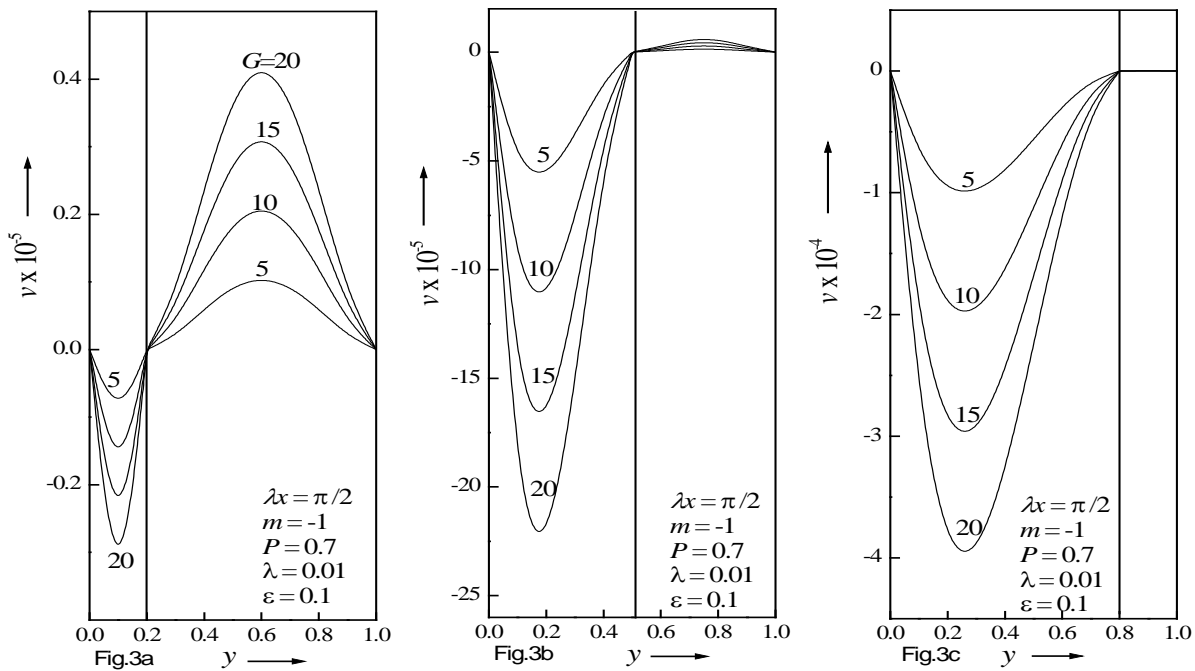 0.4
0.2
0.0
-0.2
v x 10-5
G=20
15
10
5
5
20
λx = π/2
m = -1
P = 0.7
λ = 0.01
ε = 0.1
0.0 0.2 0.4 0.6 0.8 1.0
Fig.3a y
0
-5
-10
-15
-20
-25
v x 10-5
5
10
15
20
λx = π/2
m = -1
P = 0.7
λ = 0.01
ε = 0.1
0.0 0.2 0.4 0.6 0.8 1.0
Fig.3b y
0
-1
-2
-3
-4
v x 10-4
5
10
15
20
λx = π/2
m = -1
P = 0.7
λ = 0.01
ε = 0.1
0.0 0.2 0.4 0.6 0.8 1.0
Fig.3c y